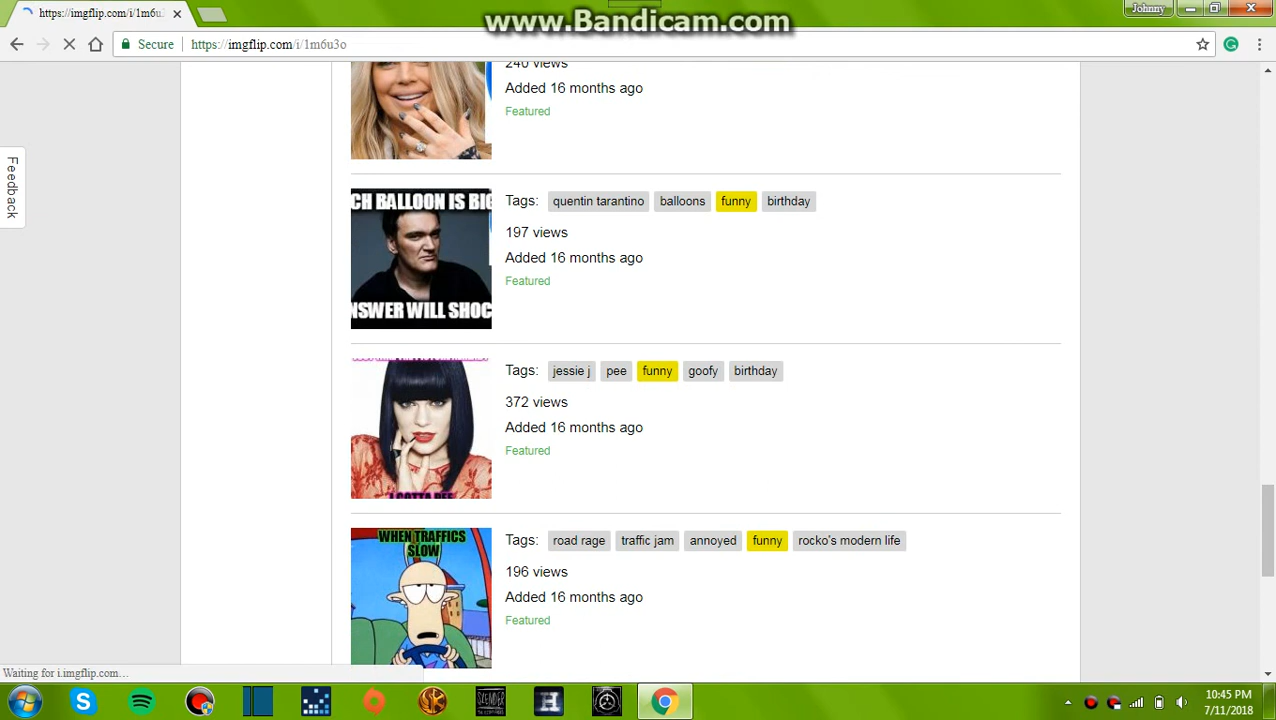 https://imgflip.com/i/1m6u
www.Bandicam.com
Johnny
Secure
https://imgflip.com/i/1m6u3o
Feedback
240 views
Added 16 months ago
Featured
CH BALLOON IS BIG
NSWER WILL SHOC
Tags: quentin tarantino balloons funny birthday
197 views
Added 16 months ago
Featured
I GOTTA PEE
Tags: jessie j pee funny goofy birthday
372 views
Added 16 months ago
Featured
WHEN TRAFFICS
SLOW
Tags: road rage traffic jam annoyed funny rocko's modern life
196 views
Added 16 months ago
Featured
Waiting for i.imgflip.com...
SLENDER
H
10:45 PM
7/11/2018